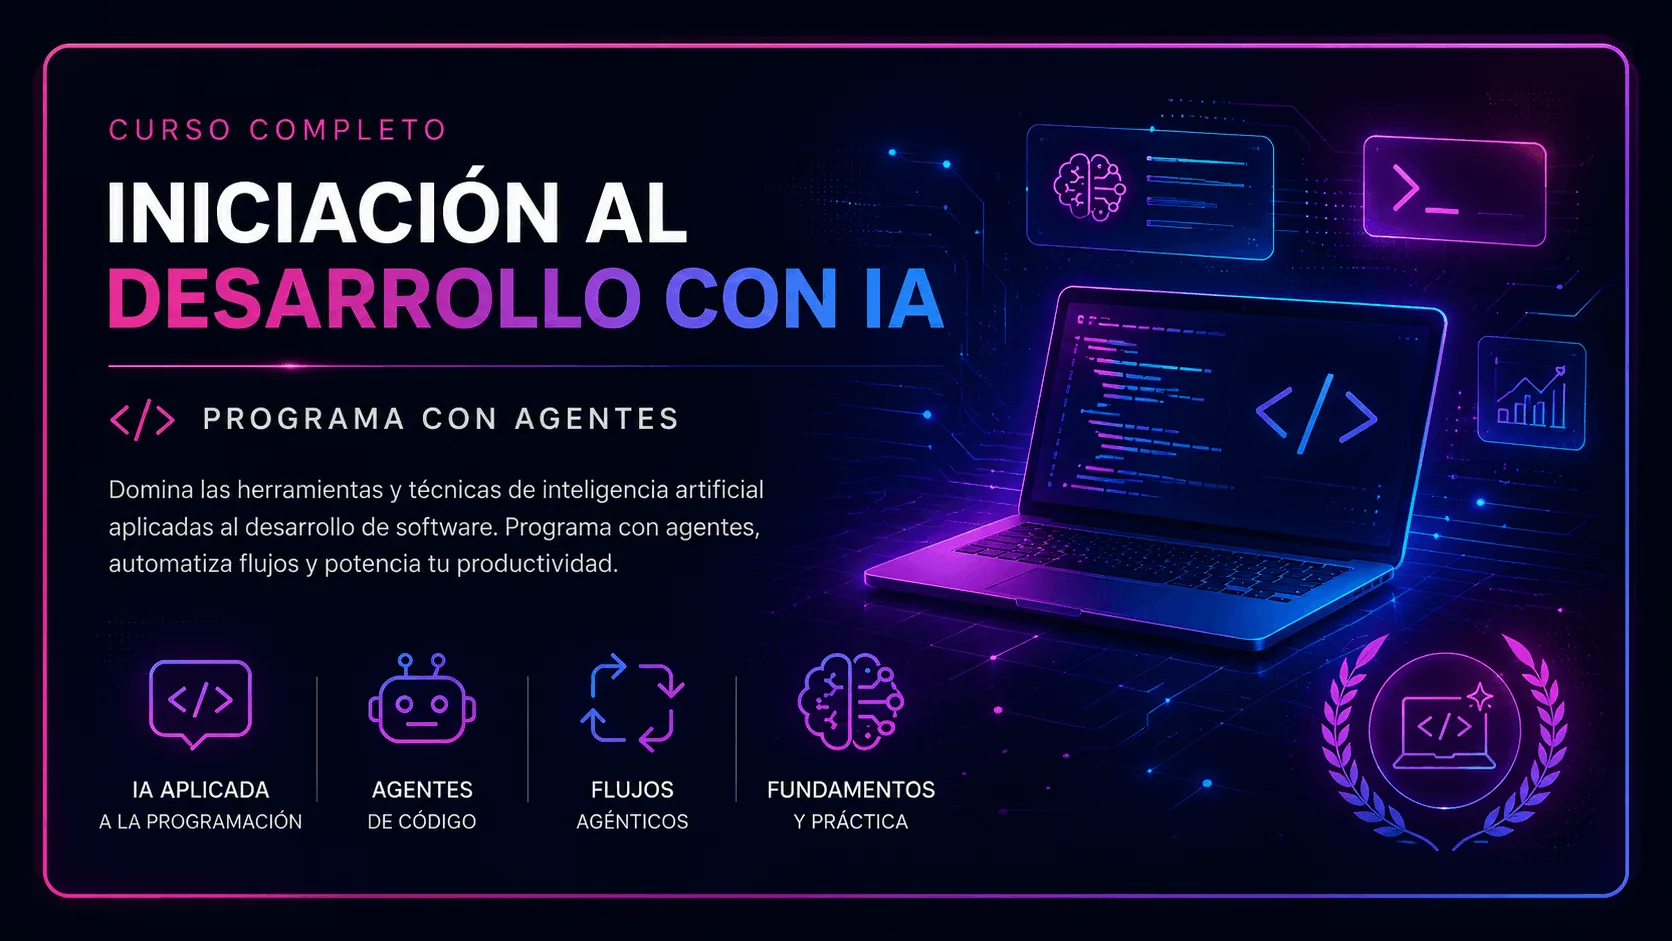 CURSO COMPLETO
INICIACIÓN AL
DESARROLLO CON IA
</> PROGRAMA CON AGENTES
Domina las herramientas y técnicas de inteligencia artificial
aplicadas al desarrollo de software. Programa con agentes,
automatiza flujos y potencia tu productividad.
>_
</>
</>
IA APLICADA
A LA PROGRAMACIÓN
AGENTES
DE CÓDIGO
FLUJOS
AGÉNTICOS
FUNDAMENTOS
Y PRÁCTICA
</>